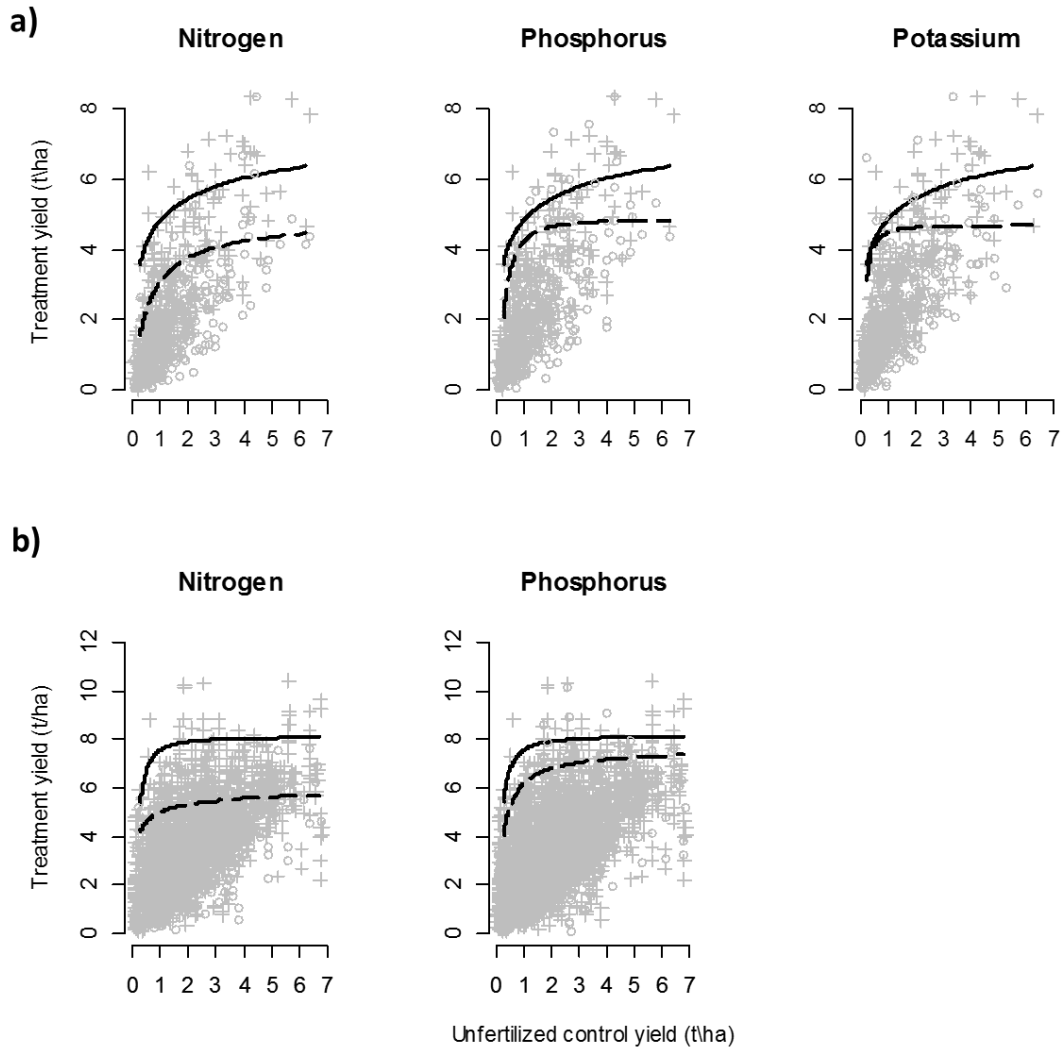 a)
Nitrogen
Phosphorus
Potassium
Treatment yield (t\ha)
8
6
4
2
0
0 1 2 3 4 5 6 7
0 1 2 3 4 5 6 7
0 1 2 3 4 5 6 7
8
6
4
2
0
8
6
4
2
0
b)
Nitrogen
Phosphorus
Treatment yield (t/ha)
12
10
8
6
4
2
0
0 1 2 3 4 5 6 7
12
10
8
6
4
2
0
0 1 2 3 4 5 6 7
Unfertilized control yield (t\ha)